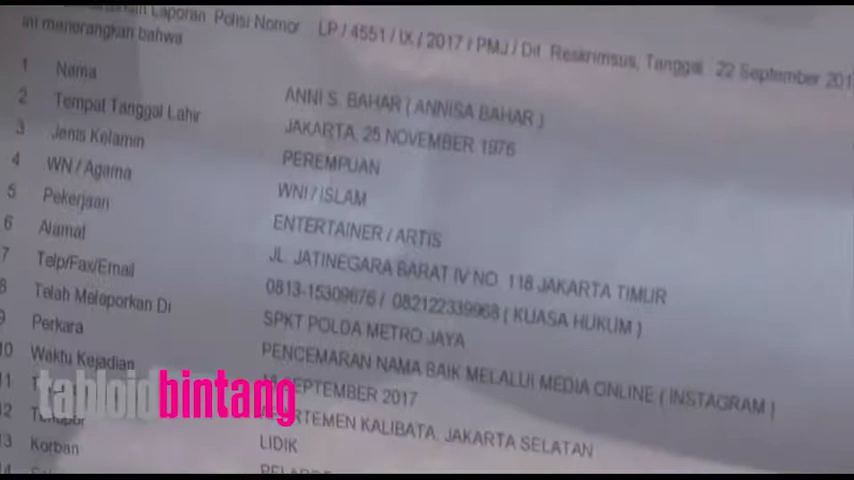 Laporan Polisi Nomor LP / 4551 / IX / 2017 / PMJ / Dit. Reskrimsus, Tanggal 22 September 201
ini menerangkan bahwa
1 Nama ANNI S. BAHAR ( ANNISA BAHAR )
2 Tempat Tanggal Lahir JAKARTA, 25 NOVEMBER 1976
3 Jenis Kelamin PEREMPUAN
4 WN / Agama WNI / ISLAM
5 Pekerjaan ENTERTAINER / ARTIS
6 Alamat JL. JATINEGARA BARAT IV NO 118 JAKARTA TIMUR
7 Telp/Fax/Email 0813-15309676 / 082122339968 ( KUASA HUKUM )
8 Telah Melaporkan Di SPKT POLDA METRO JAYA
9 Perkara PENCEMARAN NAMA BAIK MELALUI MEDIA ONLINE ( INSTAGRAM )
10 Waktu Kejadian SEPTEMBER 2017
11 KALIBATA, JAKARTA SELATAN
12 LIDIK
13 Korban
14
tabloidbintang